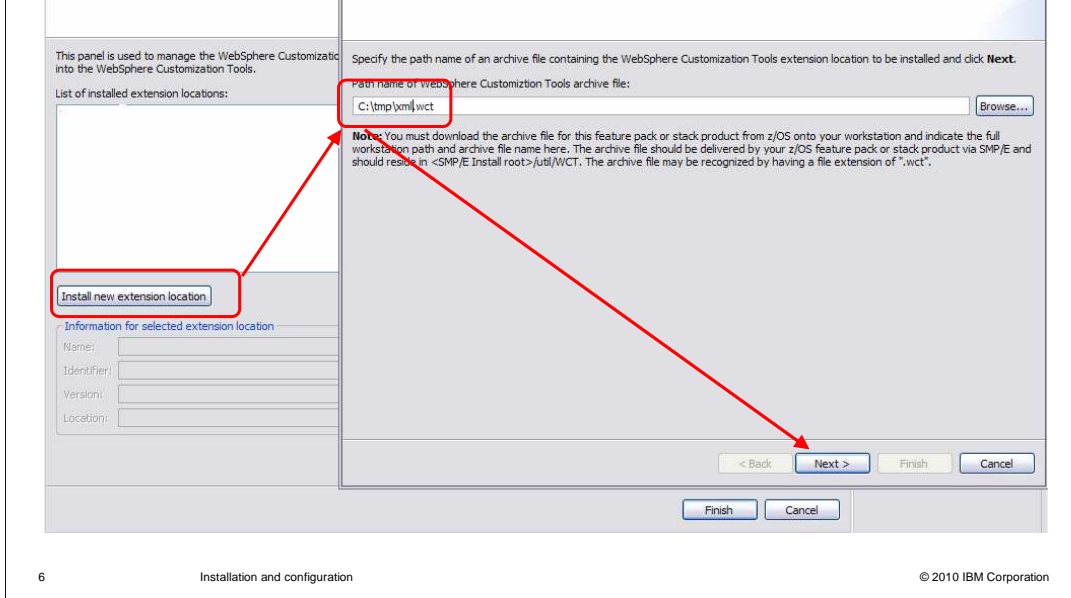 This panel is used to manage the WebSphere Customizatio
into the WebSphere Customization Tools.
List of installed extension locations:
Install new extension location
Information for selected extension location
Name:
Identifier:
Version:
Location:
Specify the path name of an archive file containing the WebSphere Customization Tools extension location to be installed and click Next.
Path name of WebSphere Customiztion Tools archive file:
C:\tmp\xml.wct
Browse...
Note: You must download the archive file for this feature pack or stack product from z/OS onto your workstation and indicate the full
workstation path and archive file name here. The archive file should be delivered by your z/OS feature pack or stack product via SMP/E and
should reside in <SMP/E Install root>/util/WCT. The archive file may be recognized by having a file extension of ".wct".
< Back Next > Finish Cancel
Finish Cancel
6 Installation and configuration © 2010 IBM Corporation